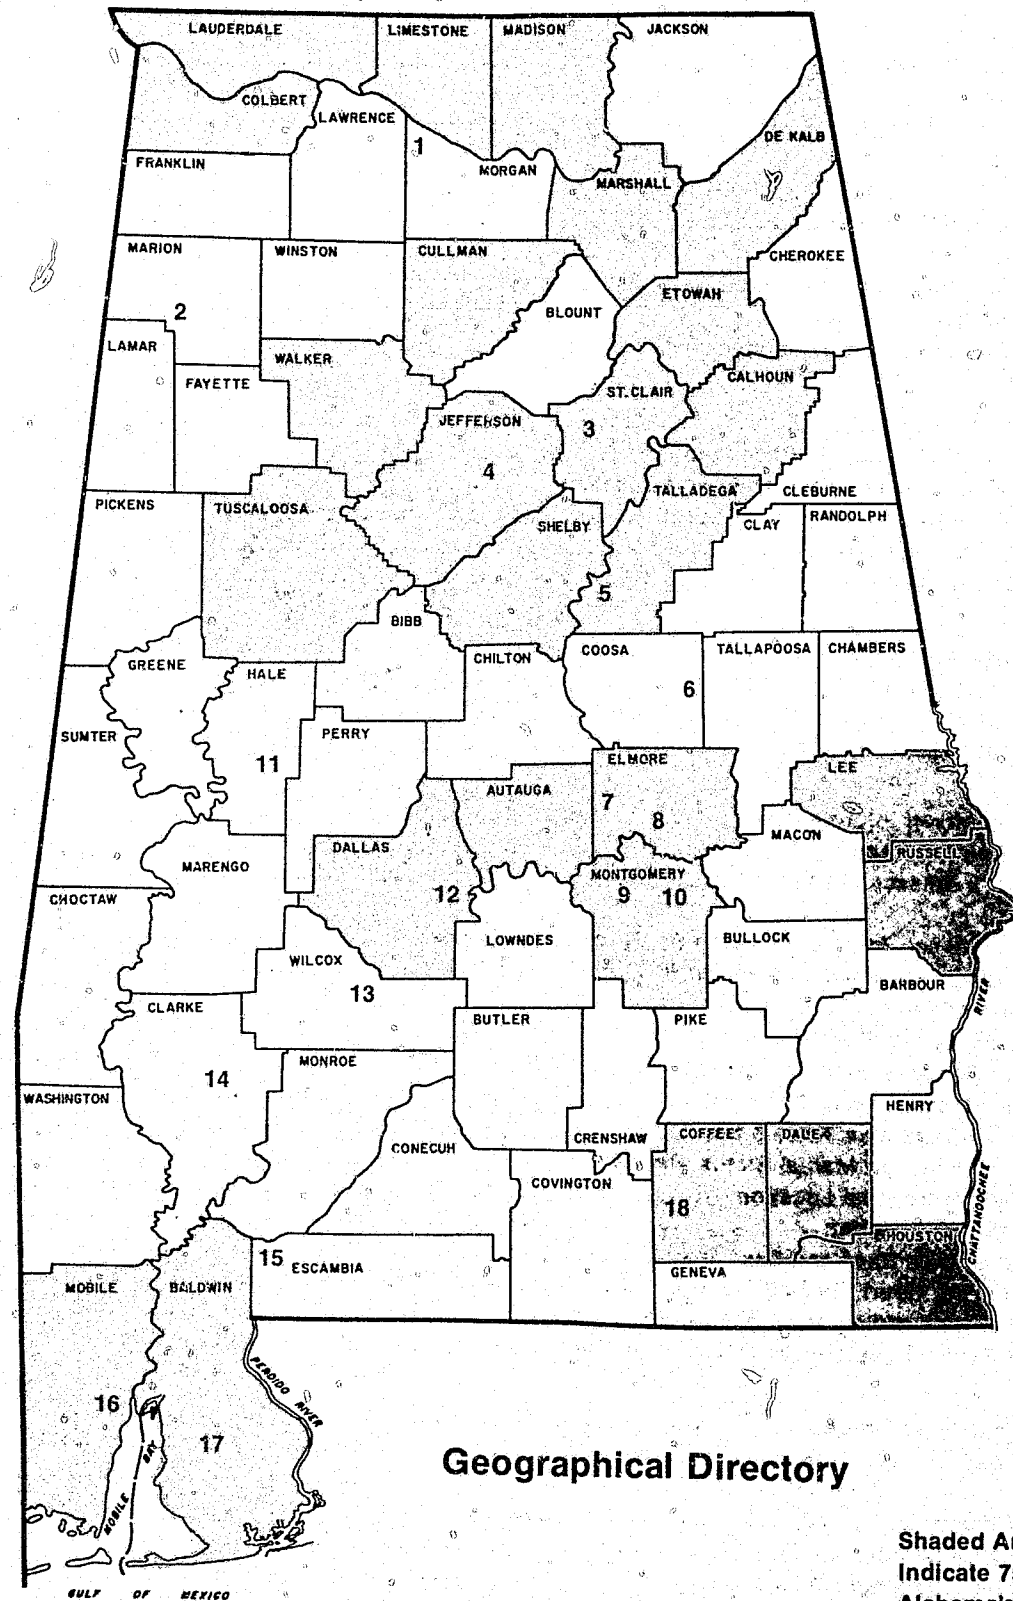 LAUDERDALE
LIMESTONE
MADISON
JACKSON
COLBERT
LAWRENCE
DE KALB
1
FRANKLIN
MORGAN
MARSHALL
MARION
WINSTON
CULLMAN
CHEROKEE
ETOWAH
2
BLOUNT
LAMAR
WALKER
FAYETTE
CALHOUN
ST. CLAIR
JEFFERSON
3
4
PICKENS
TUSCALOOSA
TALLADEGA
CLEBURNE
SHELBY
CLAY
RANDOLPH
5
BIBB
GREENE
HALE
CHILTON
COOSA
TALLAPOOSA
CHAMBERS
6
SUMTER
PERRY
11
ELMORE
LEE
AUTAUGA
7
8
MACON
DALLAS
RUSSELL
MARENGO
MONTGOMERY
CHOCTAW
12
9
10
LOWNDES
BULLOCK
WILCOX
13
BARBOUR
RIVER
CLARKE
BUTLER
PIKE
MONROE
14
WASHINGTON
HENRY
CRENSHAW
COFFEE
DALE
CONECUH
COVINGTON
CHATTAHOOCHEE
18
HOUSTON
15
ESCAMBIA
GENEVA
MOBILE
BALDWIN
PERDIDO RIVER
16
17
MOBILE BAY
Geographical Directory
Shaded
Indicate
GULF OF MEXICO